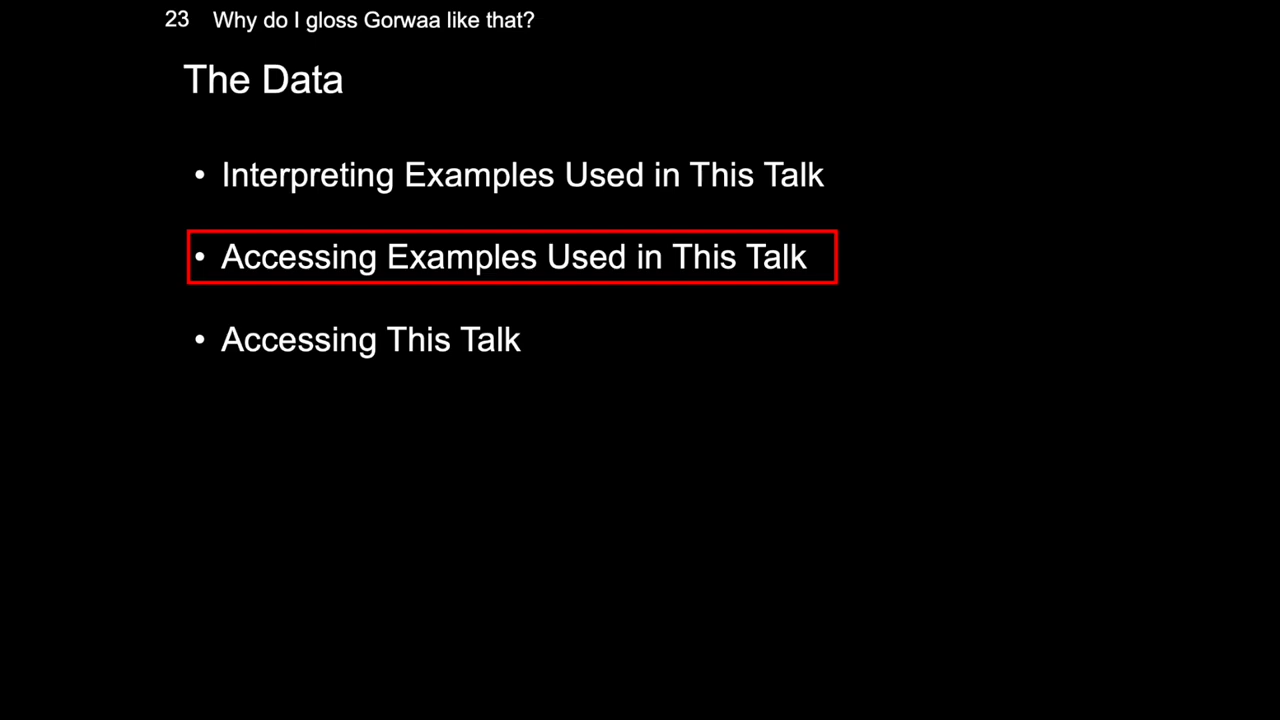 23 Why do I gloss Gorwaa like that?
The Data
• Interpreting Examples Used in This Talk
• Accessing Examples Used in This Talk
• Accessing This Talk